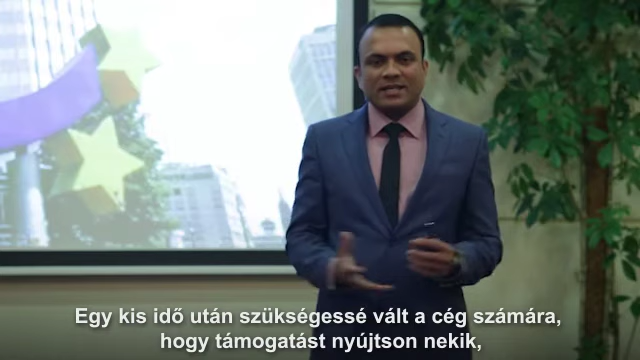 Egy kis idő után szükségessé vált a cég számára,
hogy támogatást nyújtson nekik,